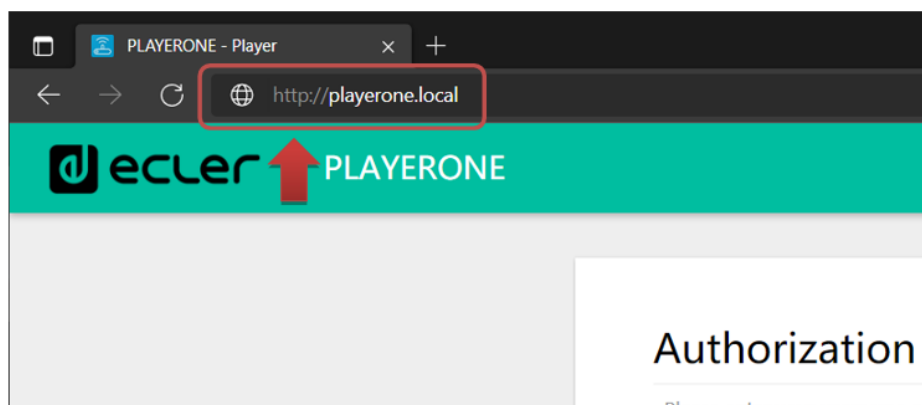 PLAYERONE - Player
http://playerone.local
ecler PLAYERONE
Authorization